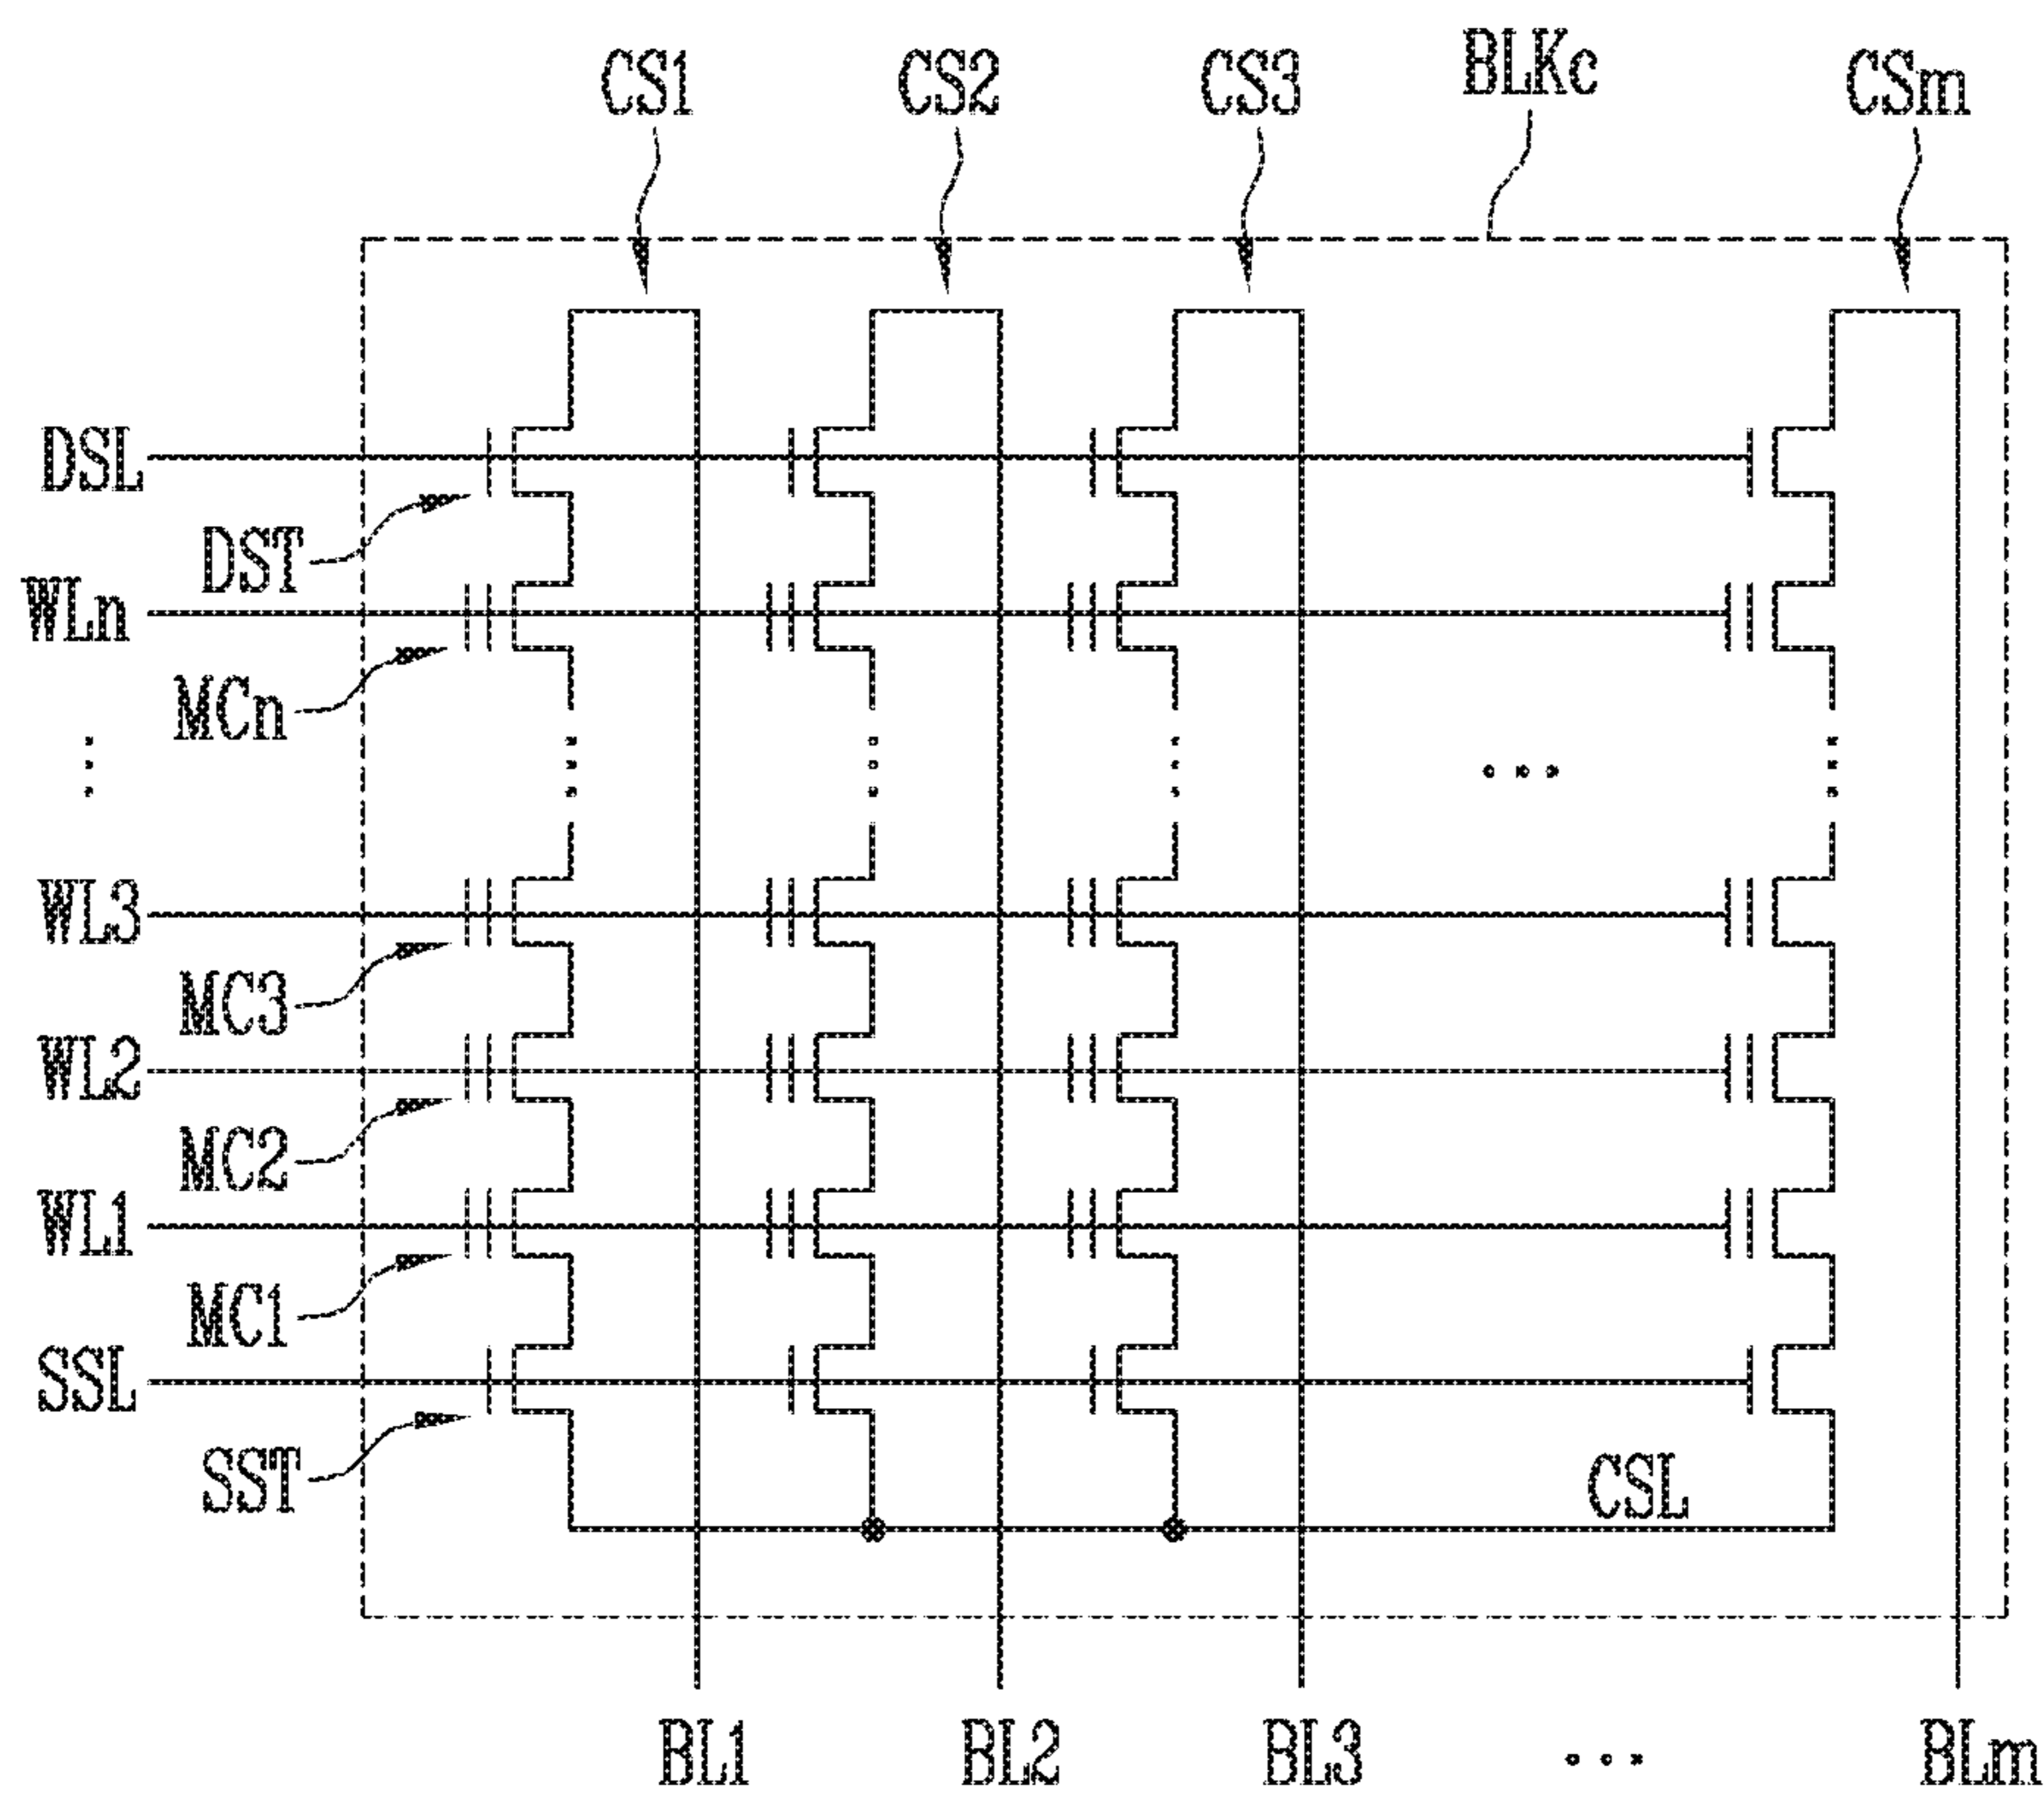 CS1 CS2 CS3 BLKc CSm
DSL
DST
WLn
MCn
⋮
...
WL3
MC3
WL2
MC2
WL1
MC1
SSL
SST
CSL
BL1 BL2 BL3 ... BLm